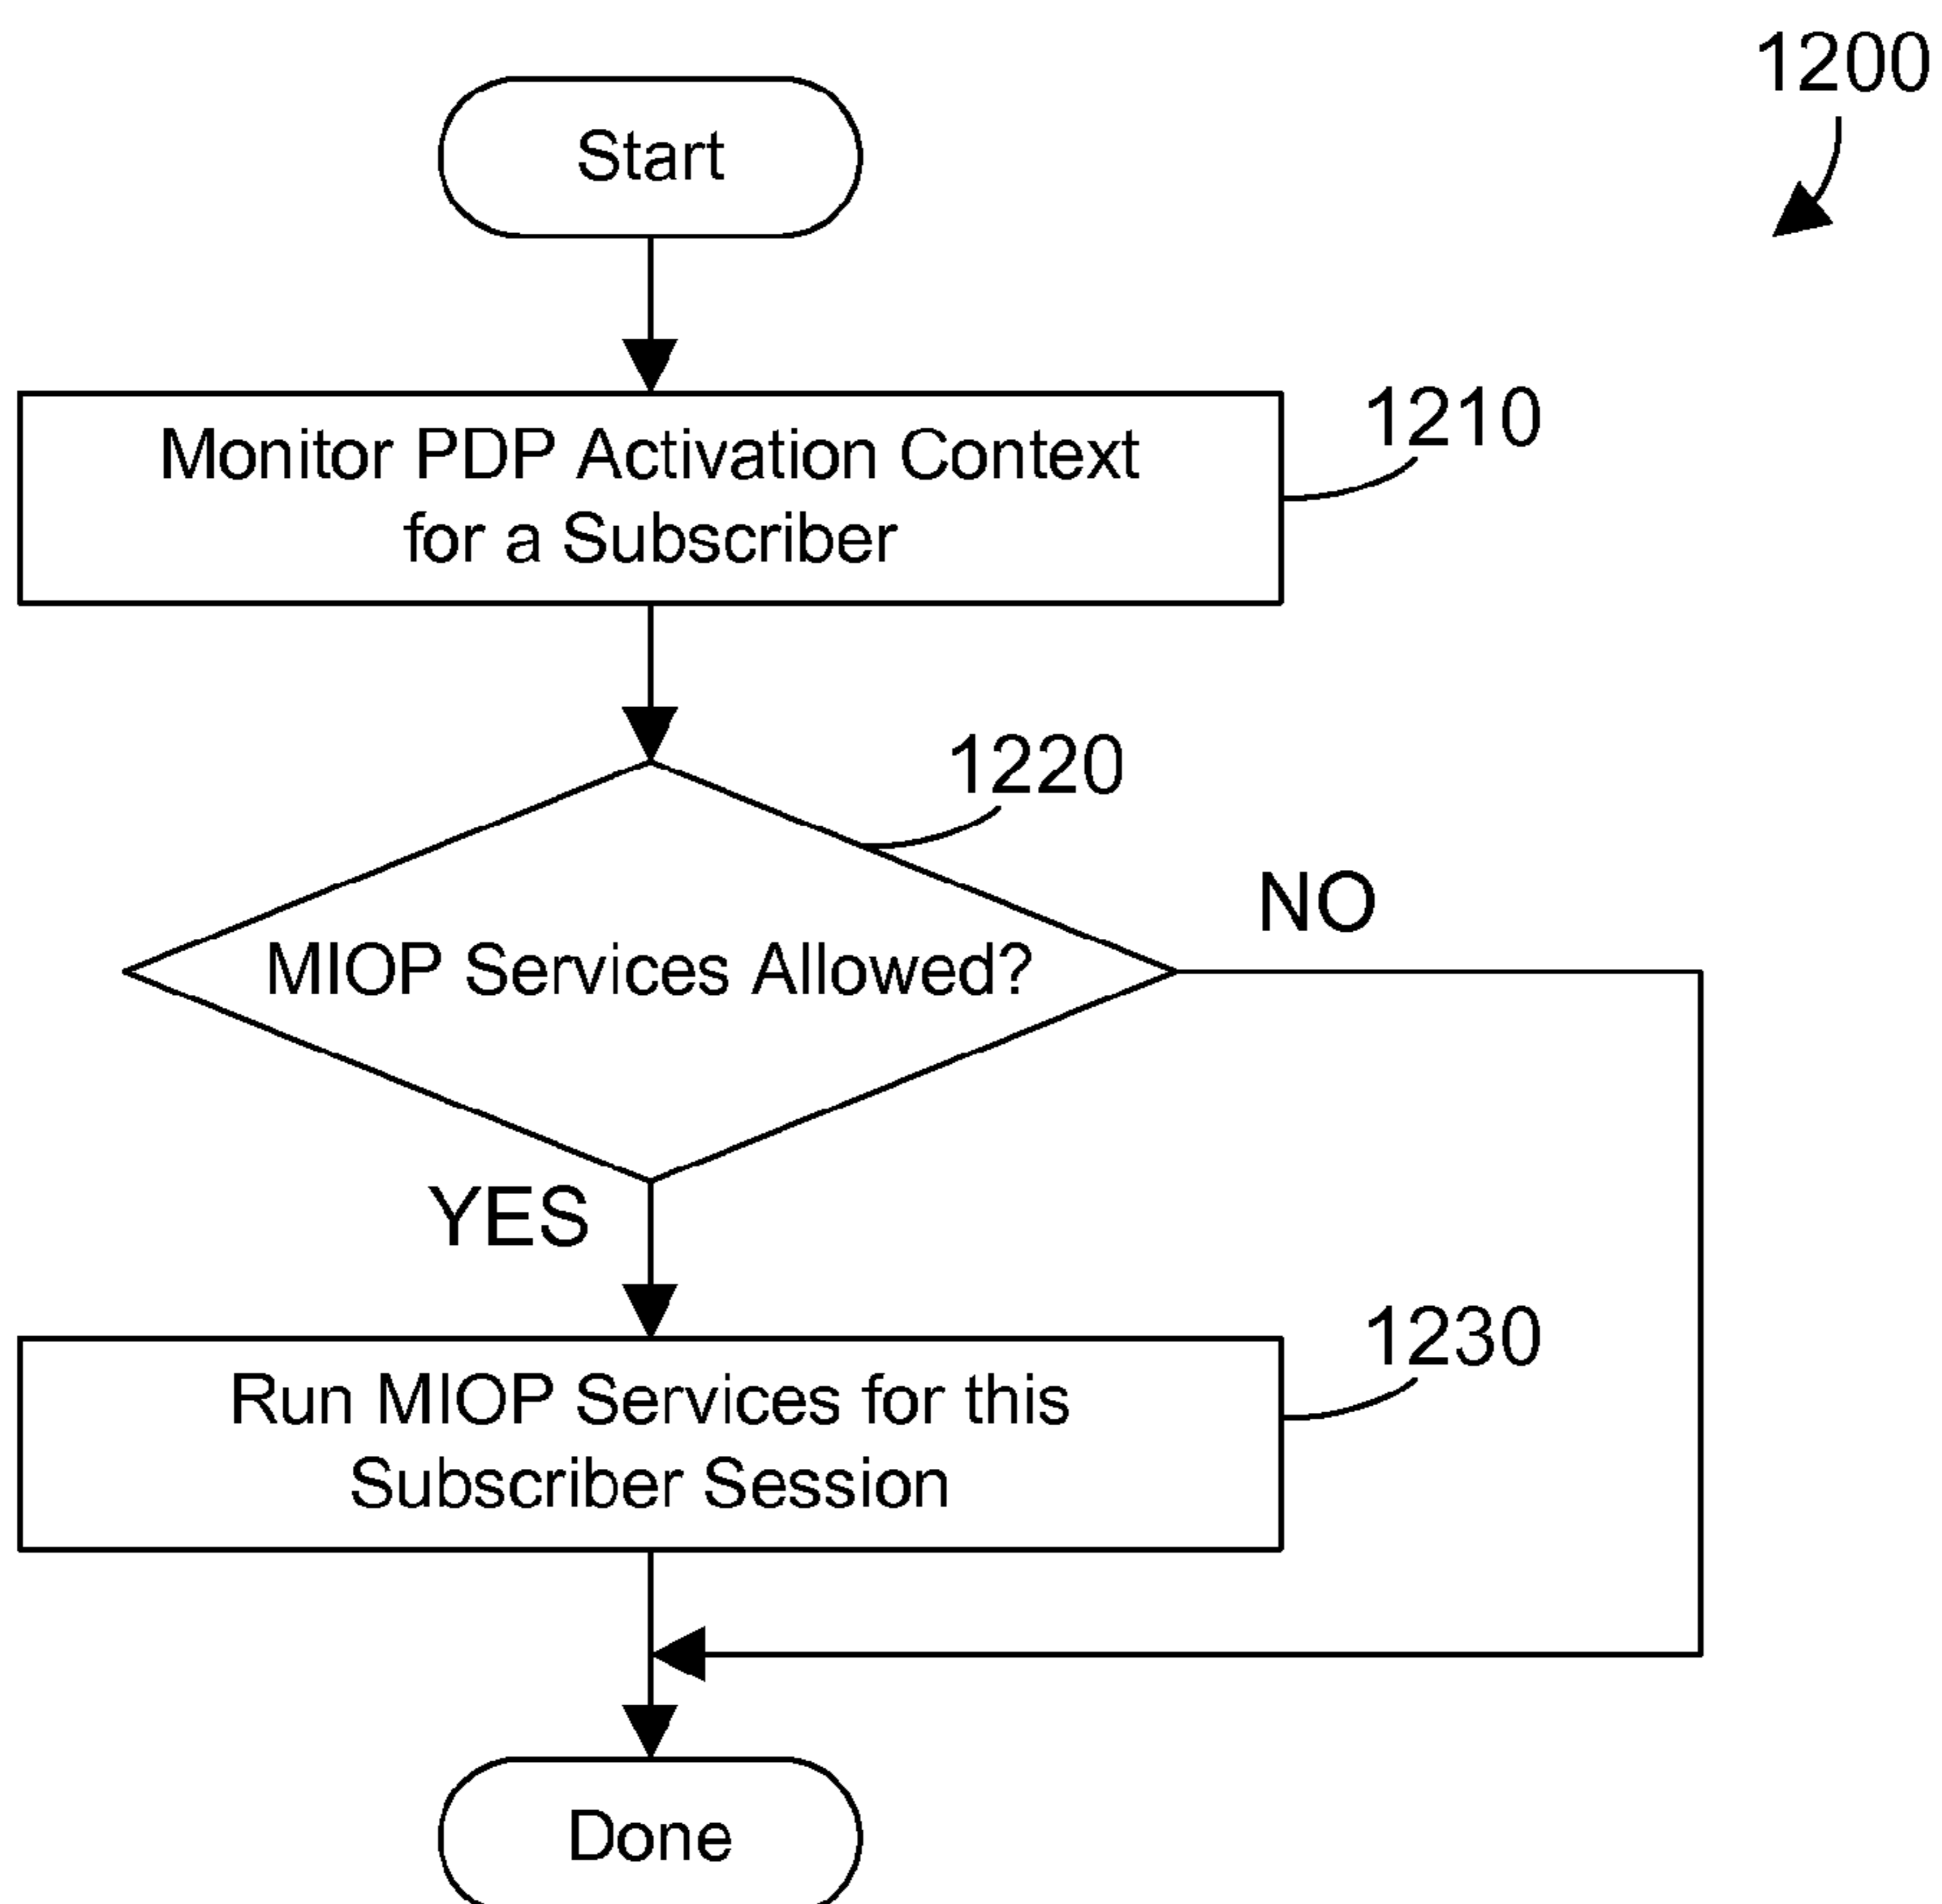 1200
Start
Monitor PDP Activation Context
for a Subscriber
1210
1220
MIOP Services Allowed?
NO
YES
Run MIOP Services for this
Subscriber Session
1230
Done